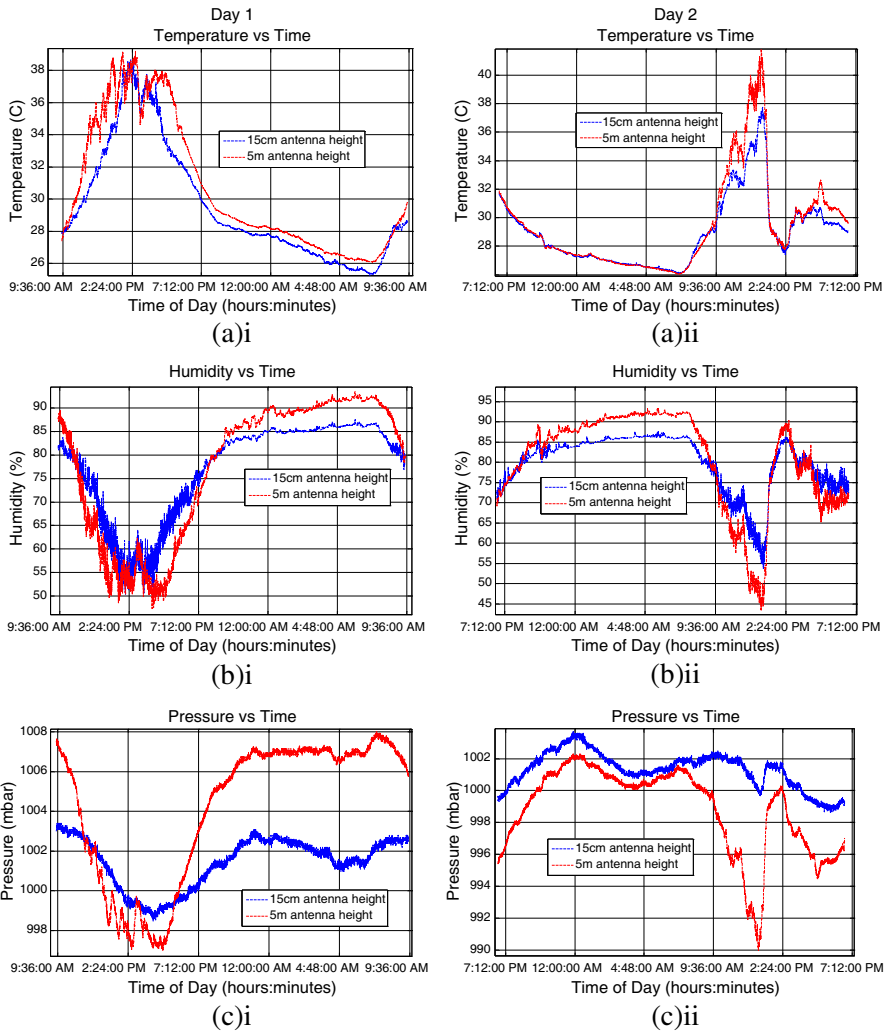 Day 1
Temperature vs Time
38
36
34
32
30
28
26
Temperature (C)
15cm antenna height
5m antenna height
9:36:00 AM 2:24:00 PM 7:12:00 PM 12:00:00 AM 4:48:00 AM 9:36:00 AM
Time of Day (hours:minutes)
(a)i
Day 2
Temperature vs Time
40
38
36
34
32
30
28
Temperature (C)
15cm antenna height
5m antenna height
7:12:00 PM 12:00:00 AM 4:48:00 AM 9:36:00 AM 2:24:00 PM 7:12:00 PM
Time of Day (hours:minutes)
(a)ii
Humidity vs Time
90
85
80
75
70
65
60
55
50
Humidity (%)
15cm antenna height
5m antenna height
9:36:00 AM 2:24:00 PM 7:12:00 PM 12:00:00 AM 4:48:00 AM 9:36:00 AM
Time of Day (hours:minutes)
(b)i
Humidity vs Time
95
90
85
80
75
70
65
60
55
50
45
Humidity (%)
15cm antenna height
5m antenna height
7:12:00 PM 12:00:00 AM 4:48:00 AM 9:36:00 AM 2:24:00 PM 7:12:00 PM
Time of Day (hours:minutes)
(b)ii
Pressure vs Time
1008
1006
1004
1002
1000
998
Pressure (mbar)
15cm antenna height
5m antenna height
9:36:00 AM 2:24:00 PM 7:12:00 PM 12:00:00 AM 4:48:00 AM 9:36:00 AM
Time of Day (hours:minutes)
(c)i
Pressure vs Time
1002
1000
998
996
994
992
990
Pressure (mbar)
15cm antenna height
5m antenna height
7:12:00 PM 12:00:00 AM 4:48:00 AM 9:36:00 AM 2:24:00 PM 7:12:00 PM
Time of Day (hours:minutes)
(c)ii